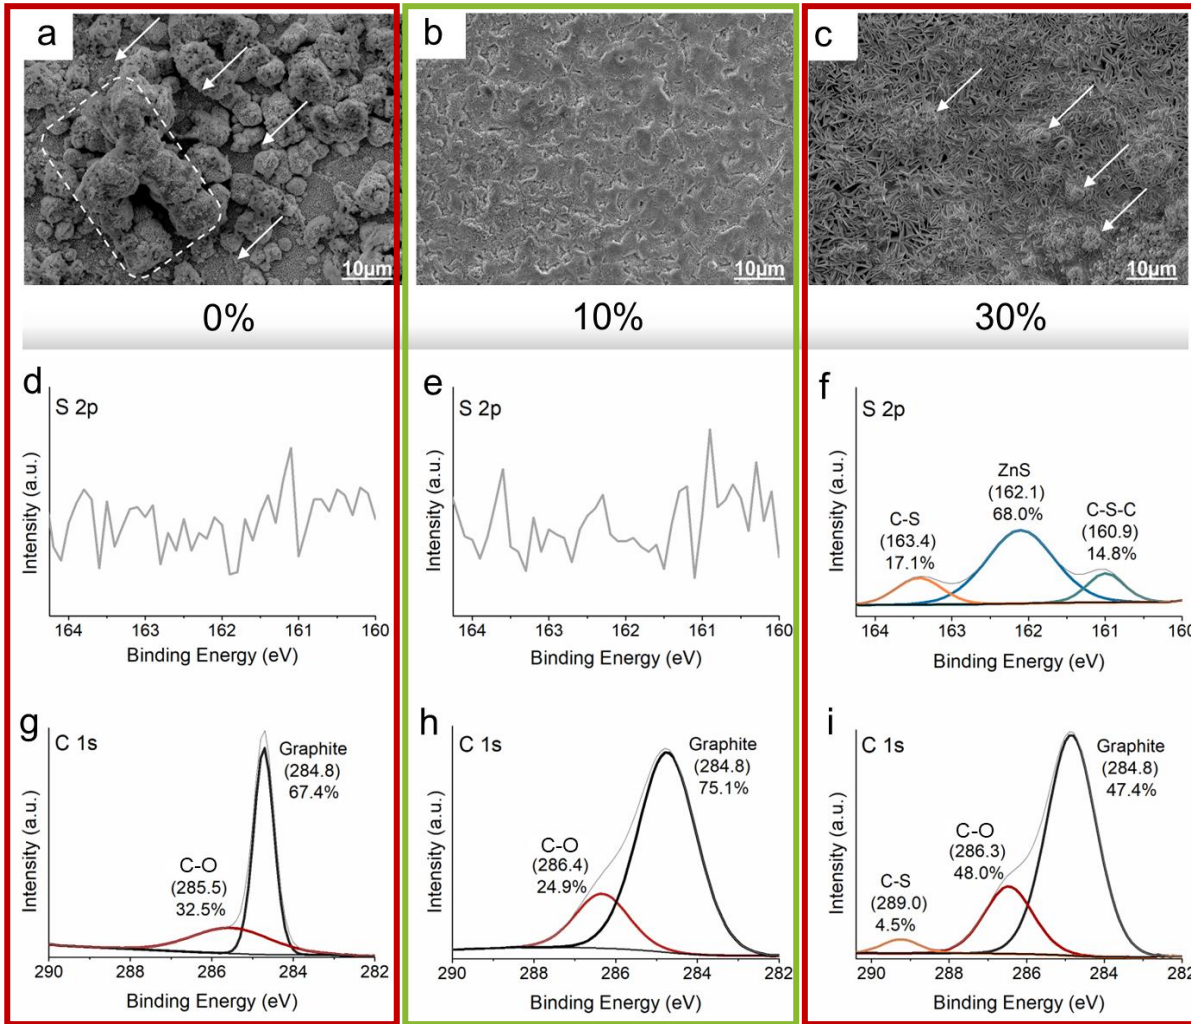 a
b
c
10µm
10µm
10µm
0%
10%
30%
d
S 2p
Intensity (a.u.)
164 163 162 161 160
Binding Energy (eV)
e
S 2p
Intensity (a.u.)
164 163 162 161 160
Binding Energy (eV)
f
S 2p
ZnS
(162.1)
68.0%
C-S
(163.4)
17.1%
C-S-C
(160.9)
14.8%
Intensity (a.u.)
164 163 162 161 160
Binding Energy (eV)
g
C 1s
Graphite
(284.8)
67.4%
C-O
(285.5)
32.5%
Intensity (a.u.)
290 288 286 284 282
Binding Energy (eV)
h
C 1s
Graphite
(284.8)
75.1%
C-O
(286.4)
24.9%
Intensity (a.u.)
290 288 286 284 282
Binding Energy (eV)
i
C 1s
Graphite
(284.8)
47.4%
C-O
(286.3)
48.0%
C-S
(289.0)
4.5%
Intensity (a.u.)
290 288 286 284 282
Binding Energy (eV)